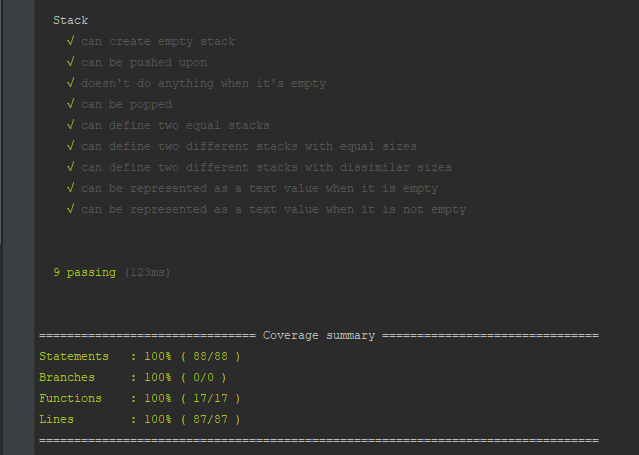 Stack
√ can create empty stack
√ can be pushed upon
√ doesn't do anything when it's empty
√ can be popped
√ can define two equal stacks
√ can define two different stacks with equal sizes
√ can define two different stacks with dissimilar sizes
√ can be represented as a text value when it is empty
√ can be represented as a text value when it is not empty
9 passing (123ms)
=============================== Coverage summary ===============================
Statements   : 100% ( 88/88 )
Branches     : 100% ( 0/0 )
Functions    : 100% ( 17/17 )
Lines        : 100% ( 87/87 )
================================================================================